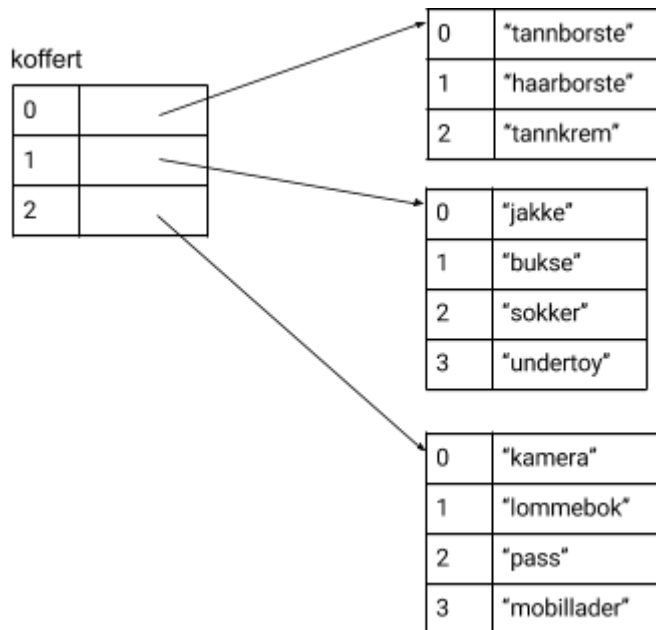 koffert
0
1
2
0 “tannborste”
1 “haarborste”
2 “tannkrem”
0 “jakke”
1 “bukse”
2 “sokker”
3 “undertoy”
0 “kamera”
1 “lommebok”
2 “pass”
3 “mobillader”